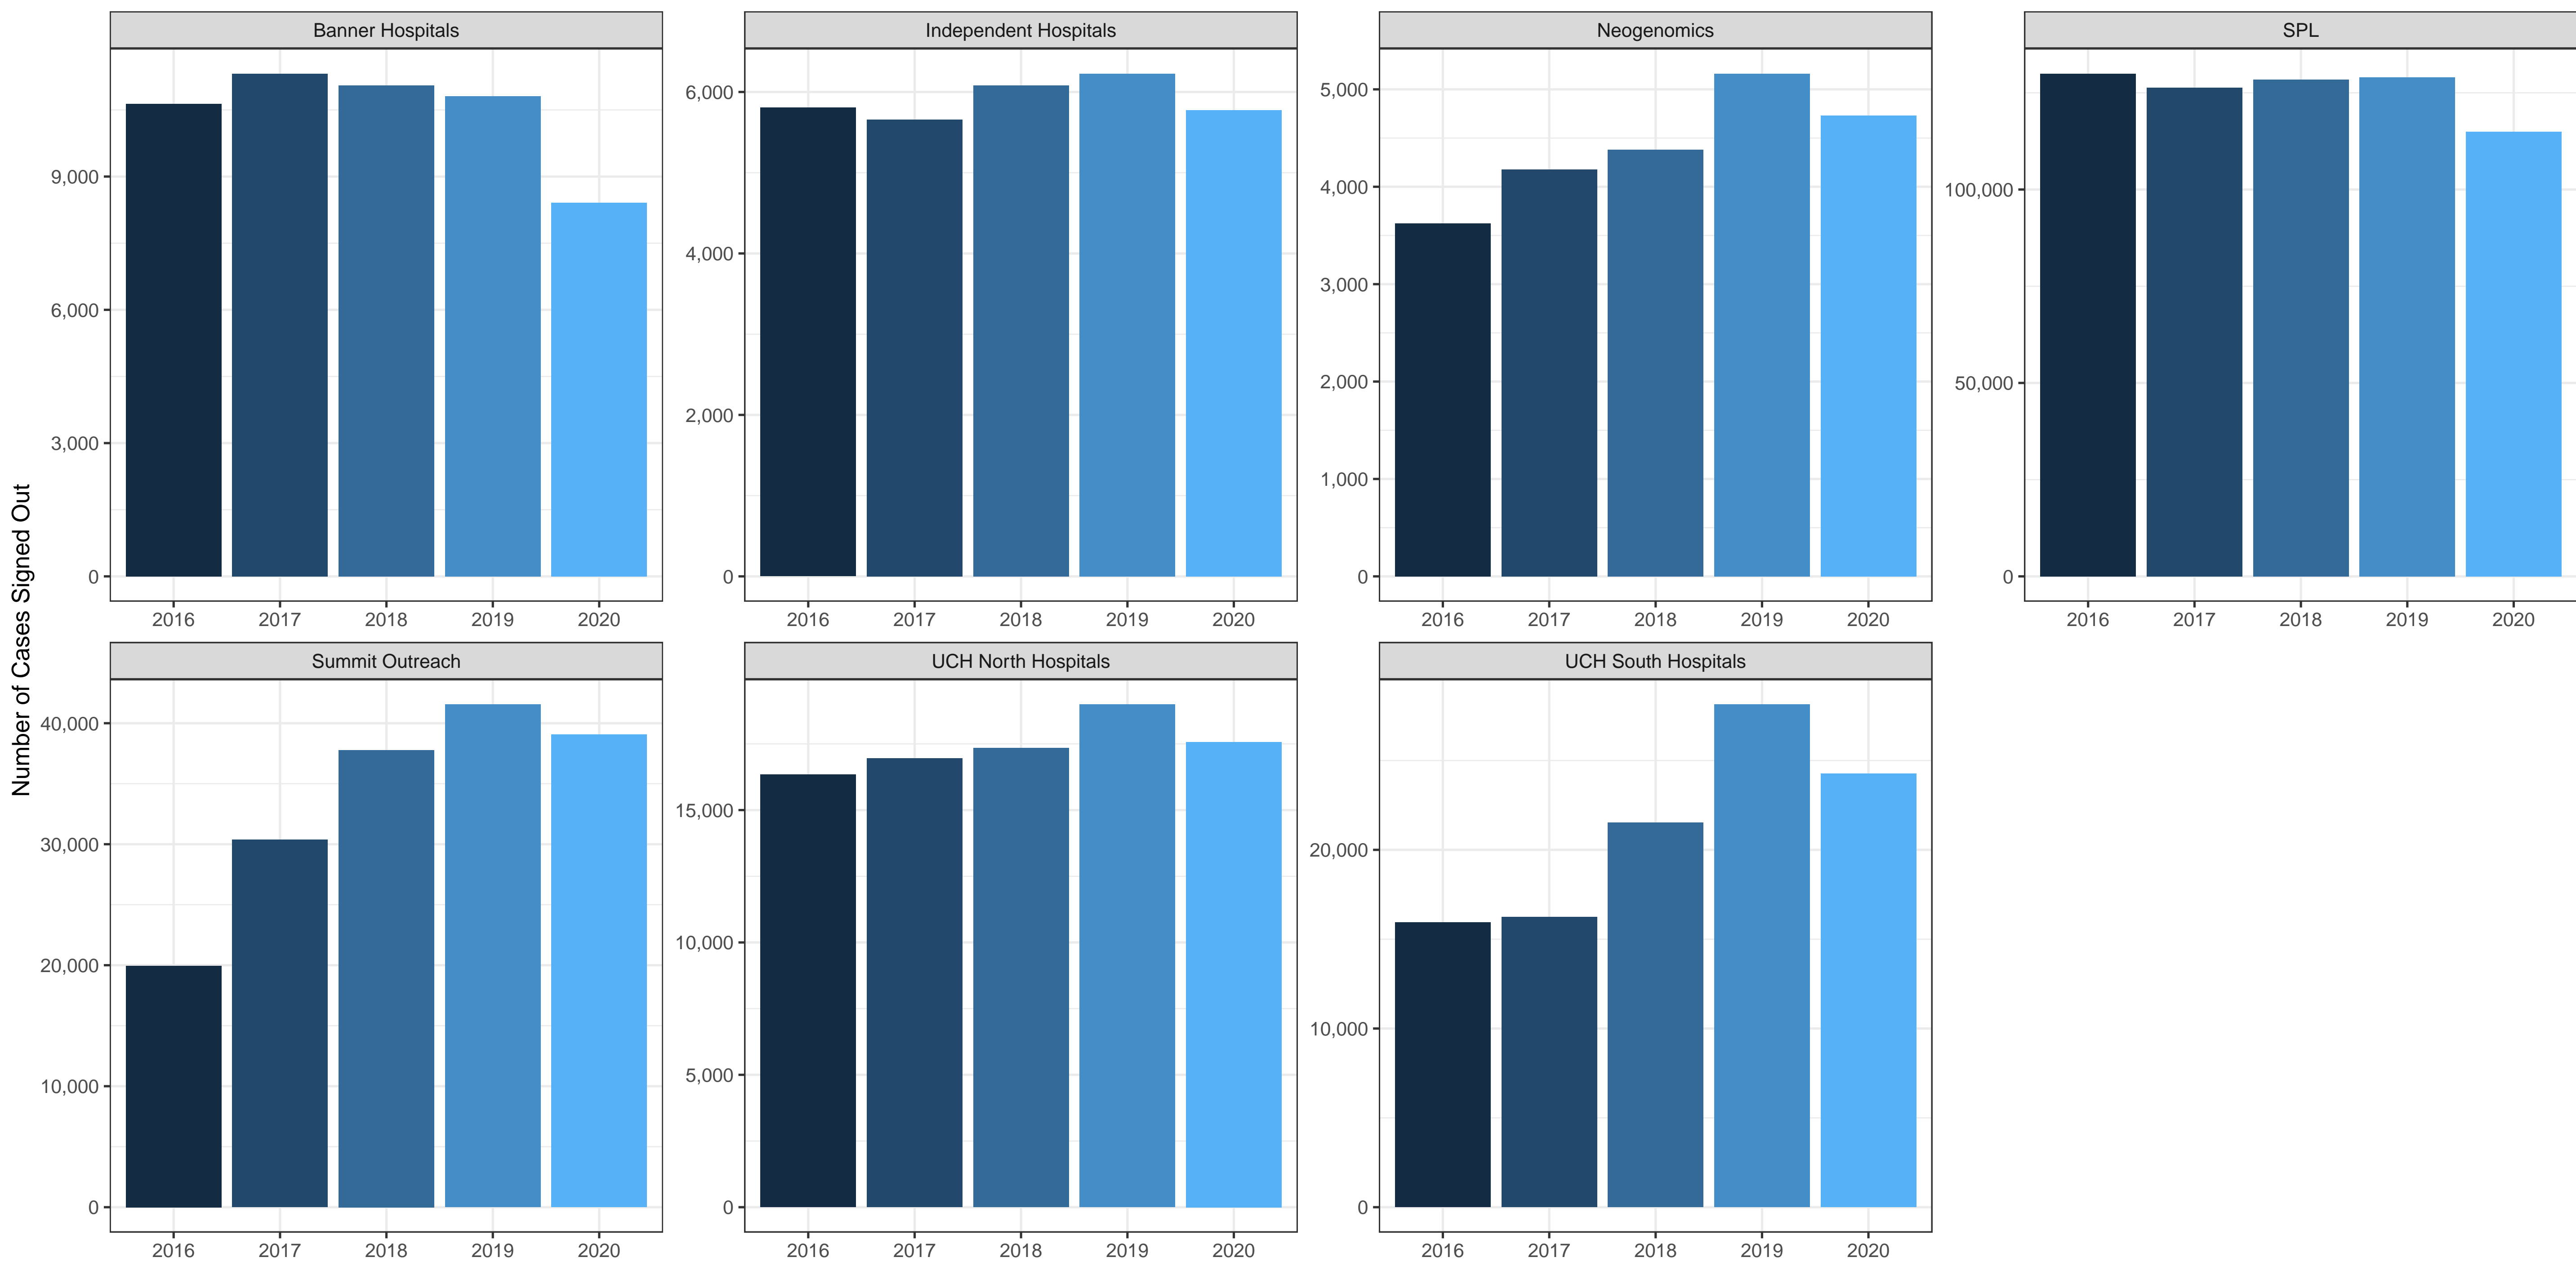 Number of Cases Signed Out
Banner Hospitals
9,000
6,000
3,000
0
2016 2017 2018 2019 2020
Independent Hospitals
6,000
4,000
2,000
0
2016 2017 2018 2019 2020
Neogenomics
5,000
4,000
3,000
2,000
1,000
0
2016 2017 2018 2019 2020
SPL
100,000
50,000
0
2016 2017 2018 2019 2020
Summit Outreach
40,000
30,000
20,000
10,000
0
2016 2017 2018 2019 2020
UCH North Hospitals
15,000
10,000
5,000
0
2016 2017 2018 2019 2020
UCH South Hospitals
20,000
10,000
0
2016 2017 2018 2019 2020